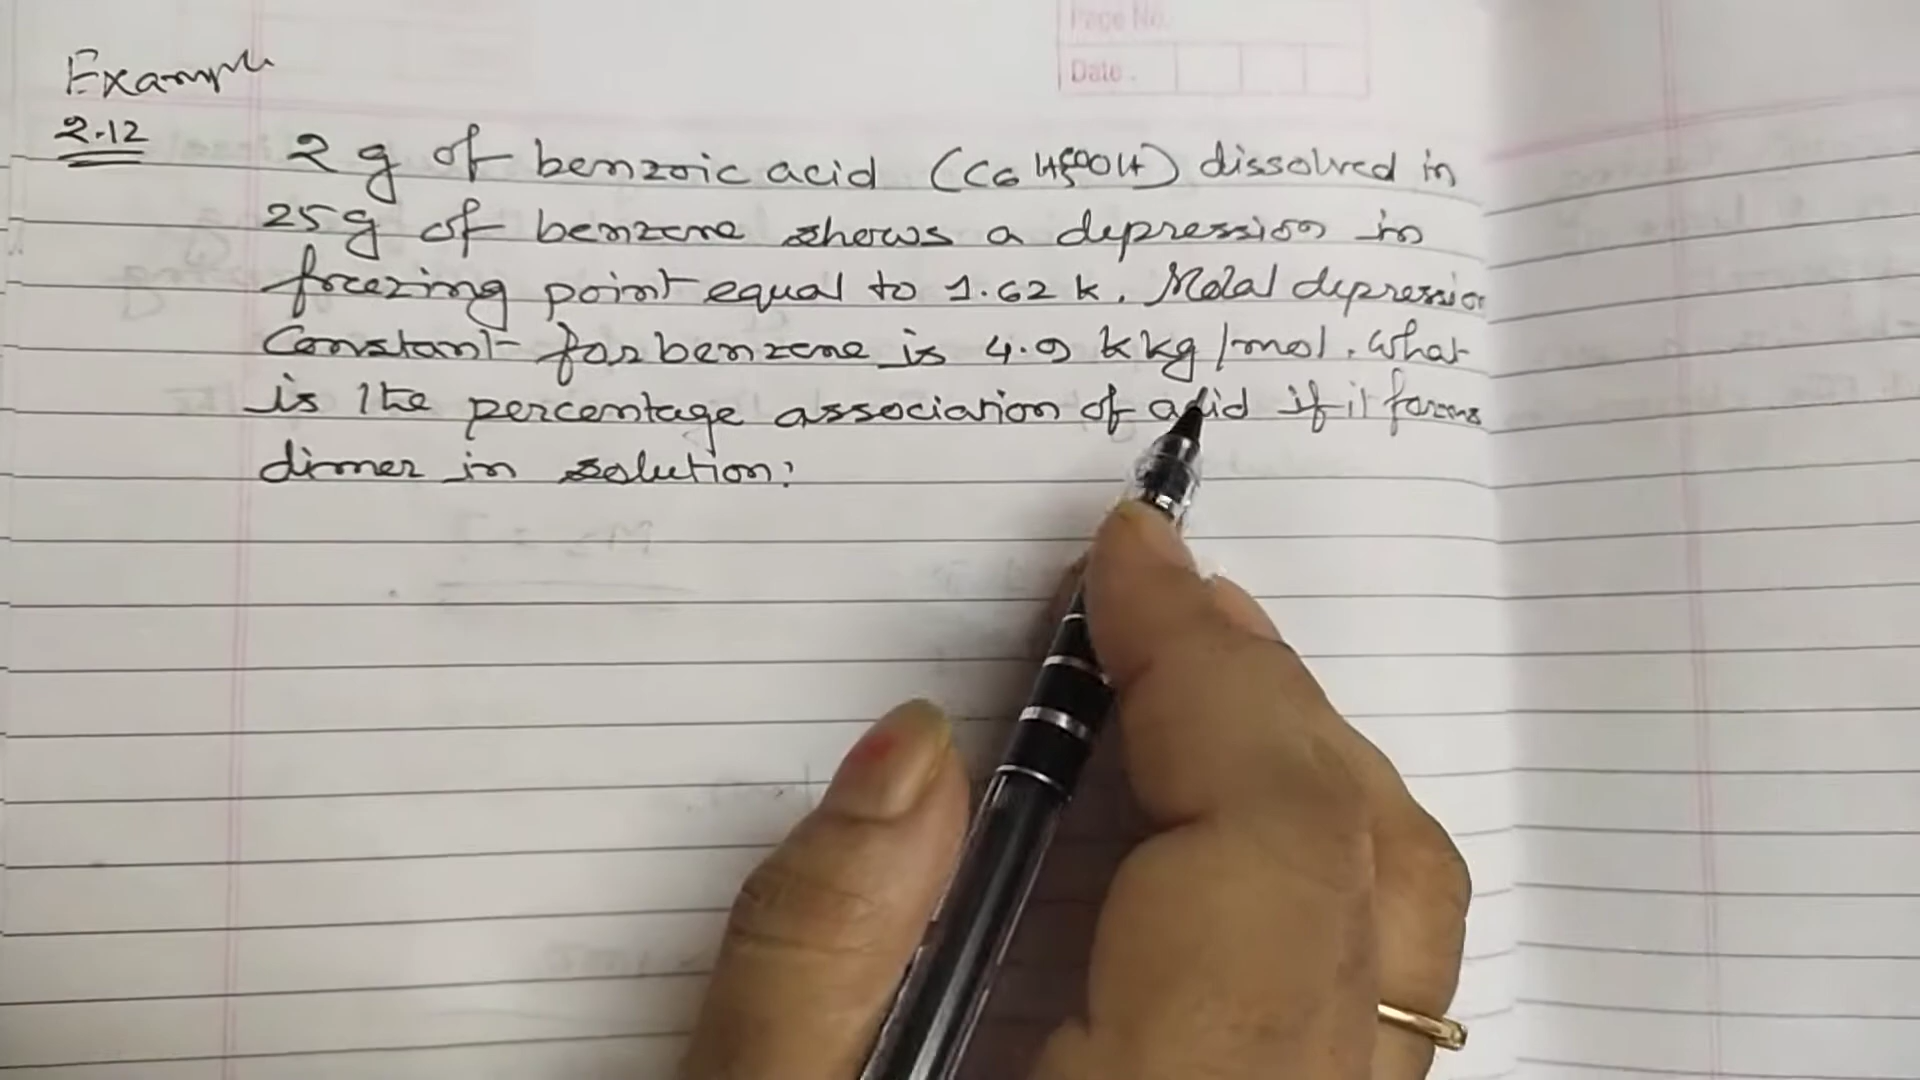 Page No.
Date.
Example
2.12
2 g of benzoic acid (C6H5COOH) dissolved in
25g of benzene shows a depression in
freezing point equal to 1.62 K. Molal depression
Constant for benzene is 4.9 K kg/mol. What
is the percentage association of acid if it forms
dimer in solution?